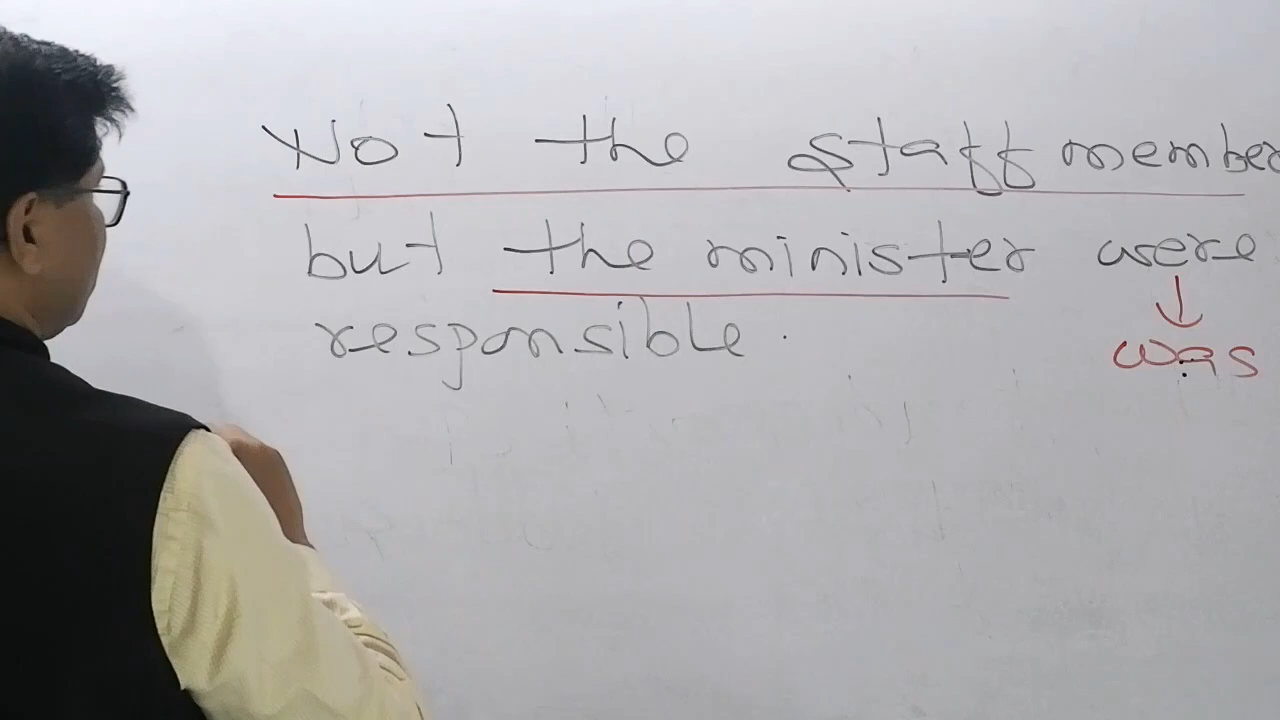 Not the staff member
but the minister were
responsible.
was